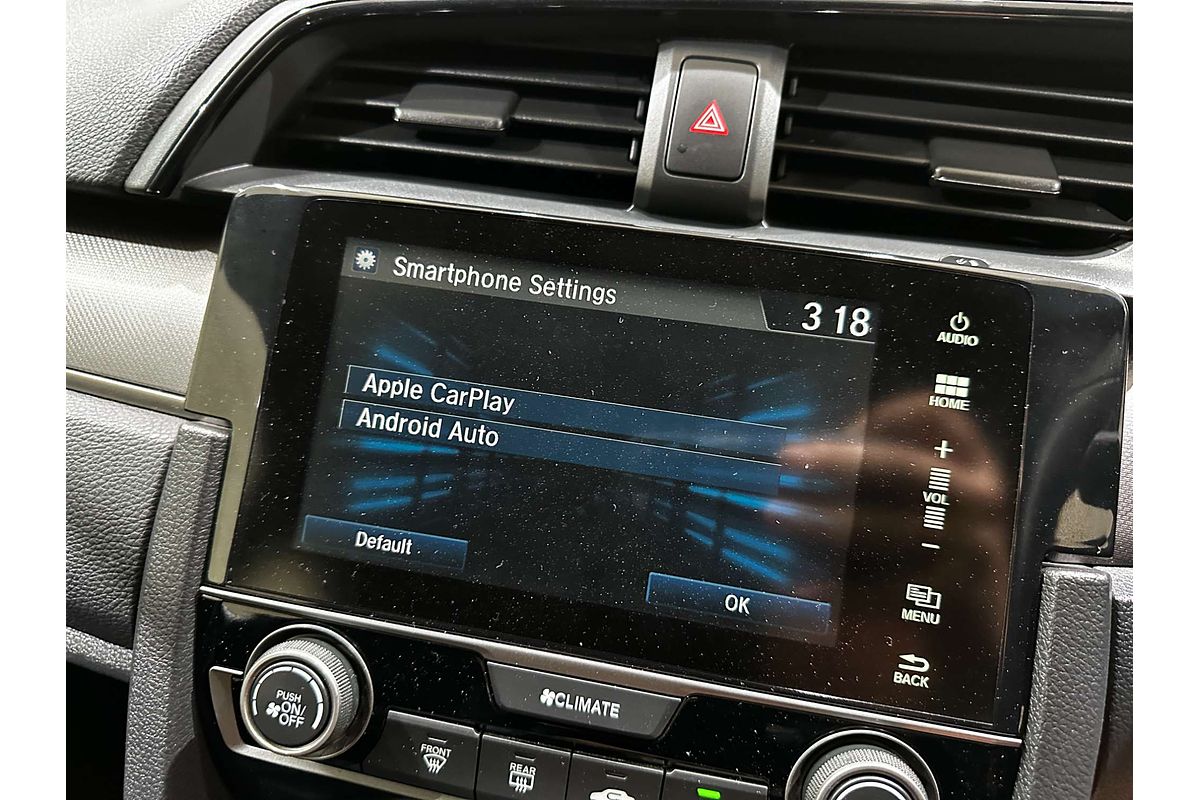 Smartphone Settings
3 18
AUDIO
HOME
Apple CarPlay
Android Auto
+
VOL
−
Default
OK
MENU
BACK
PUSH
ON/
OFF
CLIMATE
FRONT
REAR